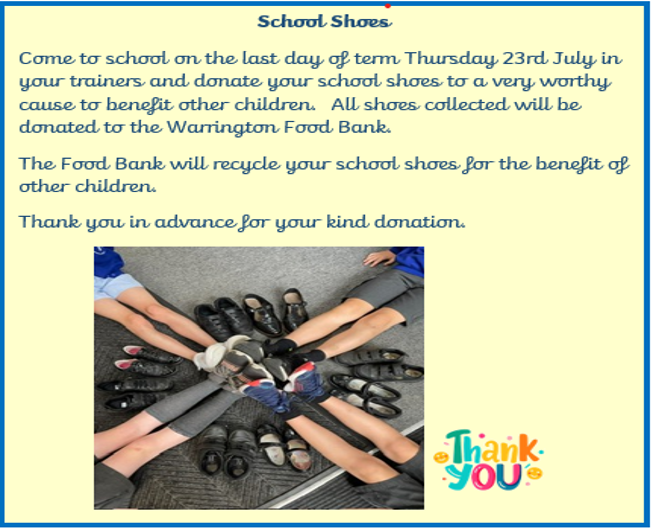 School Shoes
Come to school on the last day of term Thursday 23rd July in
your trainers and donate your school shoes to a very worthy
cause to benefit other children.  All shoes collected will be
donated to the Warrington Food Bank.
The Food Bank will recycle your school shoes for the benefit of
other children.
Thank you in advance for your kind donation.
Thank
YOU